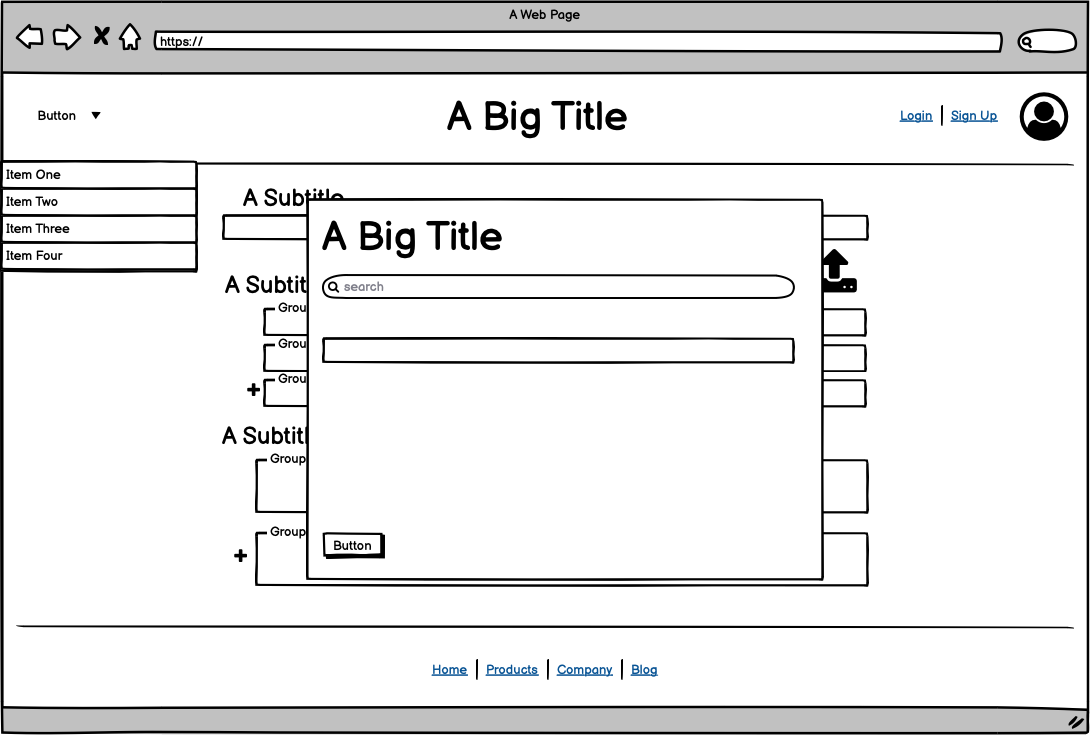 A Web Page
https://
Button
A Big Title
Login
Sign Up
Item One
Item Two
Item Three
Item Four
A Subtitle
A Big Title
search
A Subtit
Grou
Grou
Grou
A Subtitl
Group
Group
Button
Home
Products
Company
Blog